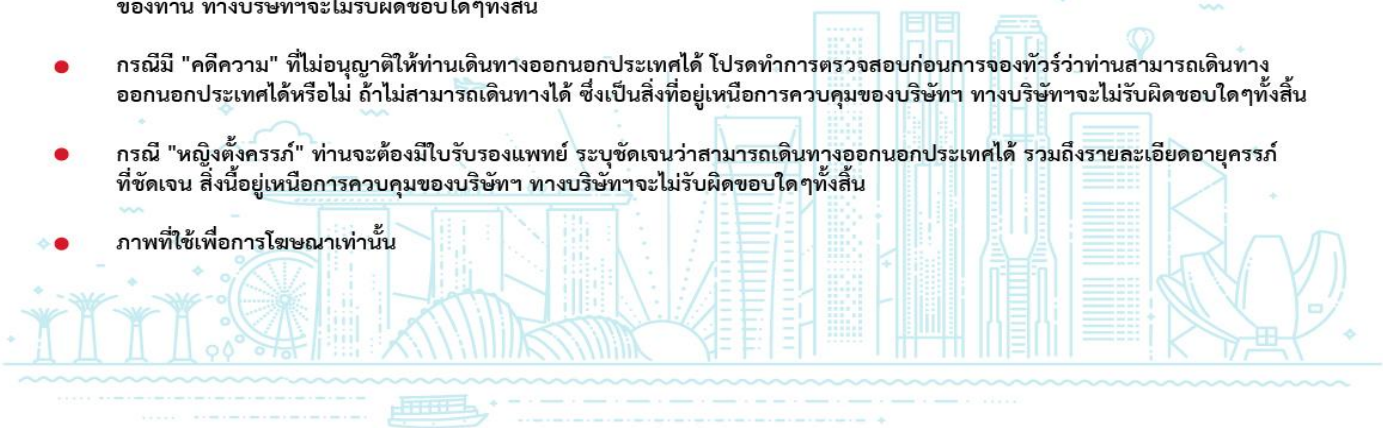 ของท่าน ทางบริษัทฯจะไม่รับผิดชอบใดๆทั้งสิ้น
กรณีมี "คดีความ" ที่ไม่อนุญาติให้ท่านเดินทางออกนอกประเทศได้ โปรดทำการตรวจสอบก่อนการจองทัวร์ว่าท่านสามารถเดินทาง
ออกนอกประเทศได้หรือไม่ ถ้าไม่สามารถเดินทางได้ ซึ่งเป็นสิ่งที่อยู่เหนือการควบคุมของบริษัทฯ ทางบริษัทฯจะไม่รับผิดชอบใดๆทั้งสิ้น
กรณี "หญิงตั้งครรภ์" ท่านจะต้องมีใบรับรองแพทย์ ระบุชัดเจนว่าสามารถเดินทางออกนอกประเทศได้ รวมถึงรายละเอียดอายุครรภ์
ที่ชัดเจน สิ่งนี้อยู่เหนือการควบคุมของบริษัทฯ ทางบริษัทฯจะไม่รับผิดขอบใดๆทั้งสิ้น
ภาพที่ใช้เพื่อการโฆษณาเท่านั้น